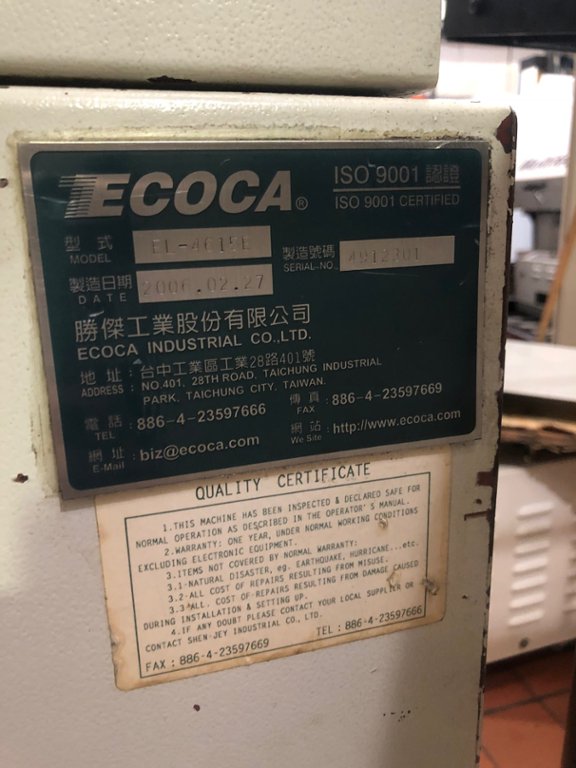 ECOCA®
ISO 9001 認證
ISO 9001 CERTIFIED
型式 MODEL EL-4615E
製造號碼 SERIAL-NO. 4912301
製造日期 DATE 2006.02.27
勝傑工業股份有限公司
ECOCA INDUSTRIAL CO.,LTD.
地址: 台中工業區工業28路401號
ADDRESS: NO.401, 28TH ROAD, TAICHUNG INDUSTRIAL
PARK, TAICHUNG CITY, TAIWAN.
電話 TEL : 886-4-23597666
傳真 FAX : 886-4-23597669
網址 E-Mail : biz@ecoca.com
網站 We Site : http://www.ecoca.com
QUALITY CERTIFICATE
1.THIS MACHINE HAS BEEN INSPECTED & DECLARED SAFE FOR
NORMAL OPERATION AS DESCRIBED IN THE OPERATOR'S MANUAL.
2.WARRANTY: ONE YEAR, UNDER NORMAL WORKING CONDITIONS
EXCLUDING ELECTRONIC EQUIPMENT.
3.ITEMS NOT COVERED BY NORMAL WARRANTY:
3.1-NATURAL DISASTER, eg. EARTHQUAKE, HURRICANE...etc.
3.2-ALL COST OF REPAIRS RESULTING FROM MISUSE.
3.3-ALL. COST OF-REPAIRS RESULTING FROM DAMAGE CAUSED
DURING INSTALLATION & SETTING UP.
4.IF ANY DOUBT PLEASE CONTACT YOUR LOCAL SUPPLIER OR
CONTACT SHEN-JEY INDUSTRIAL CO., LTD.
FAX : 886-4-23597669
TEL : 886-4-23597666